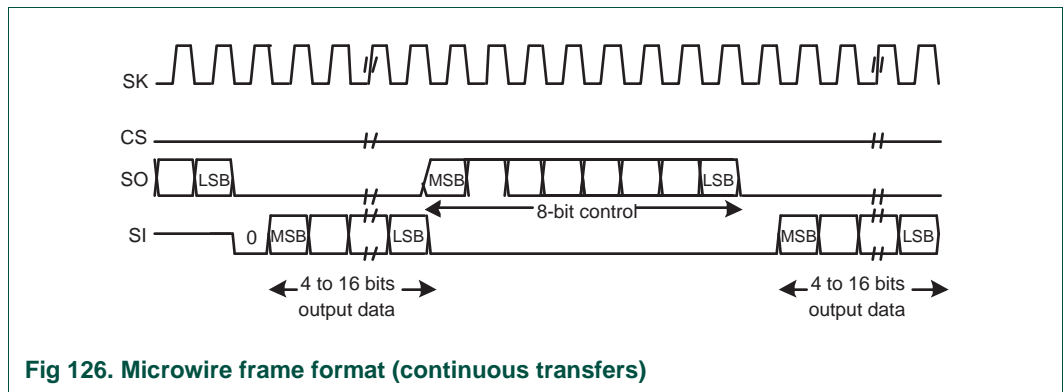 SK
CS
SO
LSB
MSB
LSB
8-bit control
SI
0
MSB
LSB
MSB
LSB
4 to 16 bits
output data
4 to 16 bits
output data
Fig 126. Microwire frame format (continuous transfers)